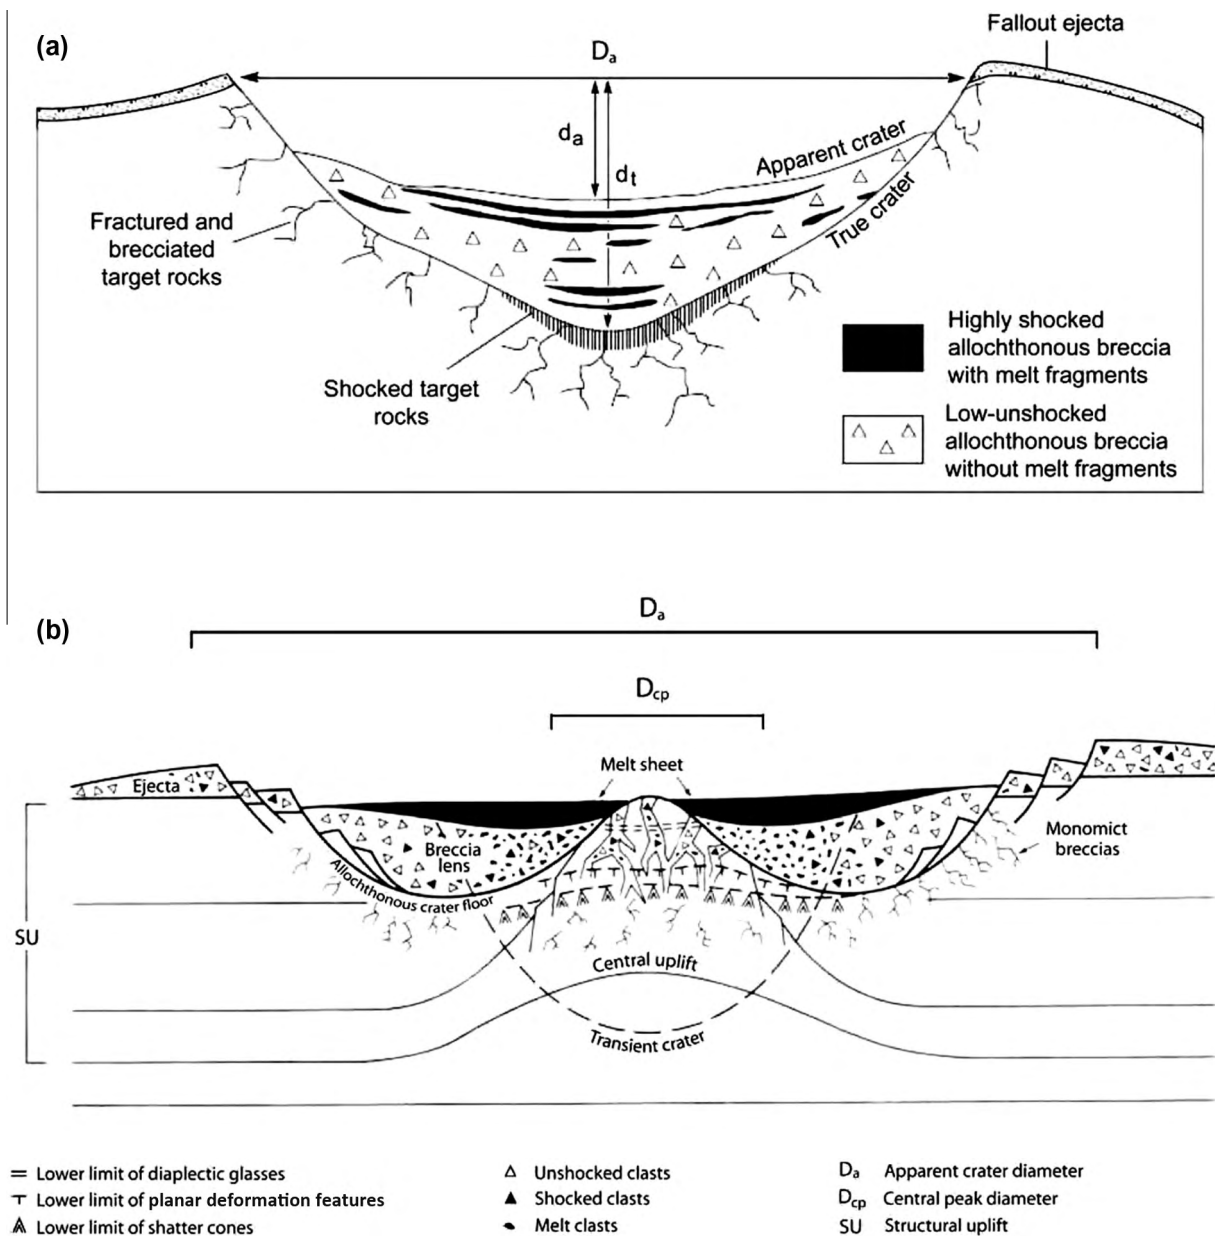 (a)
Dₐ
Fallout ejecta
dₐ
dₜ
Apparent crater
True crater
Fractured and
brecciated
target rocks
Shocked target
rocks
Highly shocked
allochthonous breccia
with melt fragments
Low-unshocked
allochthonous breccia
without melt fragments
(b)
Dₐ
Dcp
Melt sheet
Ejecta
Breccia
lens
Monomict
breccias
Allochthonous crater floor
SU
Central uplift
Transient crater
Lower limit of diaplectic glasses
Lower limit of planar deformation features
Lower limit of shatter cones
Unshocked clasts
Shocked clasts
Melt clasts
Dₐ Apparent crater diameter
Dcp Central peak diameter
SU Structural uplift